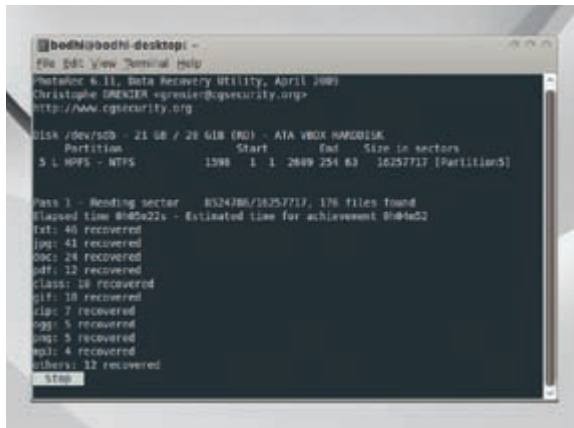 bodhi@bodhi-desktop: ~
File Edit View Terminal Help
PhotoRec 6.11, Data Recovery Utility, April 2009
Christophe GRENIER <grenier@cgsecurity.org>
http://www.cgsecurity.org
Disk /dev/sdb - 21 GB / 20 GiB (RO) - ATA VBOX HARDDISK
Partition Start End Size in sectors
5 L HPFS - NTFS 1598 1 1 2609 254 63 16257717 [Partition5]
Pass 1 - Reading sector 8524786/16257717, 176 files found
Elapsed time 0h05m22s - Estimated time for achievement 0h04m52
txt: 46 recovered
jpg: 41 recovered
doc: 24 recovered
pdf: 12 recovered
class: 10 recovered
gif: 10 recovered
zip: 7 recovered
ogg: 5 recovered
png: 5 recovered
mp3: 4 recovered
others: 12 recovered
Stop